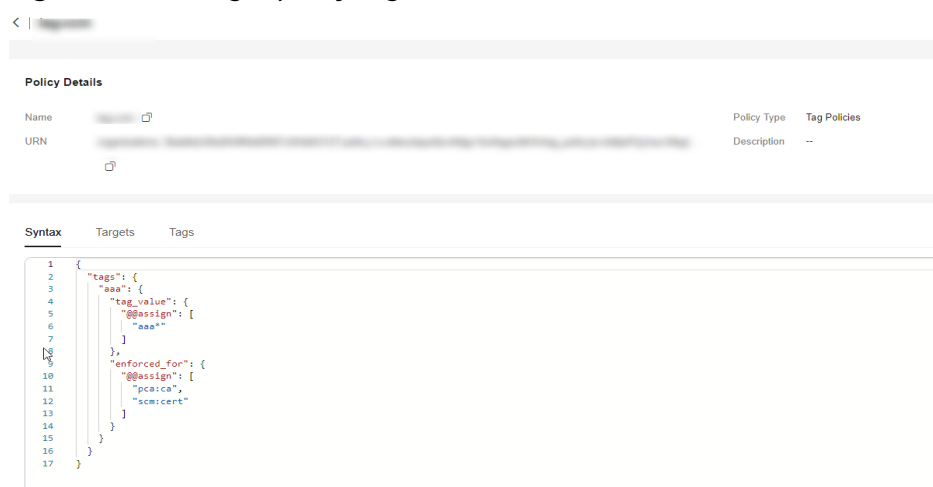 Policy Details
Name
Policy Type Tag Policies
URN
Description --
Syntax Targets Tags
1 {
2 "tags": {
3 "aaa": {
4 "tag_value": {
5 "@@assign": [
6 "aaa*"
7 ]
8 },
9 "enforced_for": {
10 "@@assign": [
11 "pca:ca",
12 "scm:cert"
13 ]
14 }
15 }
16 }
17 }